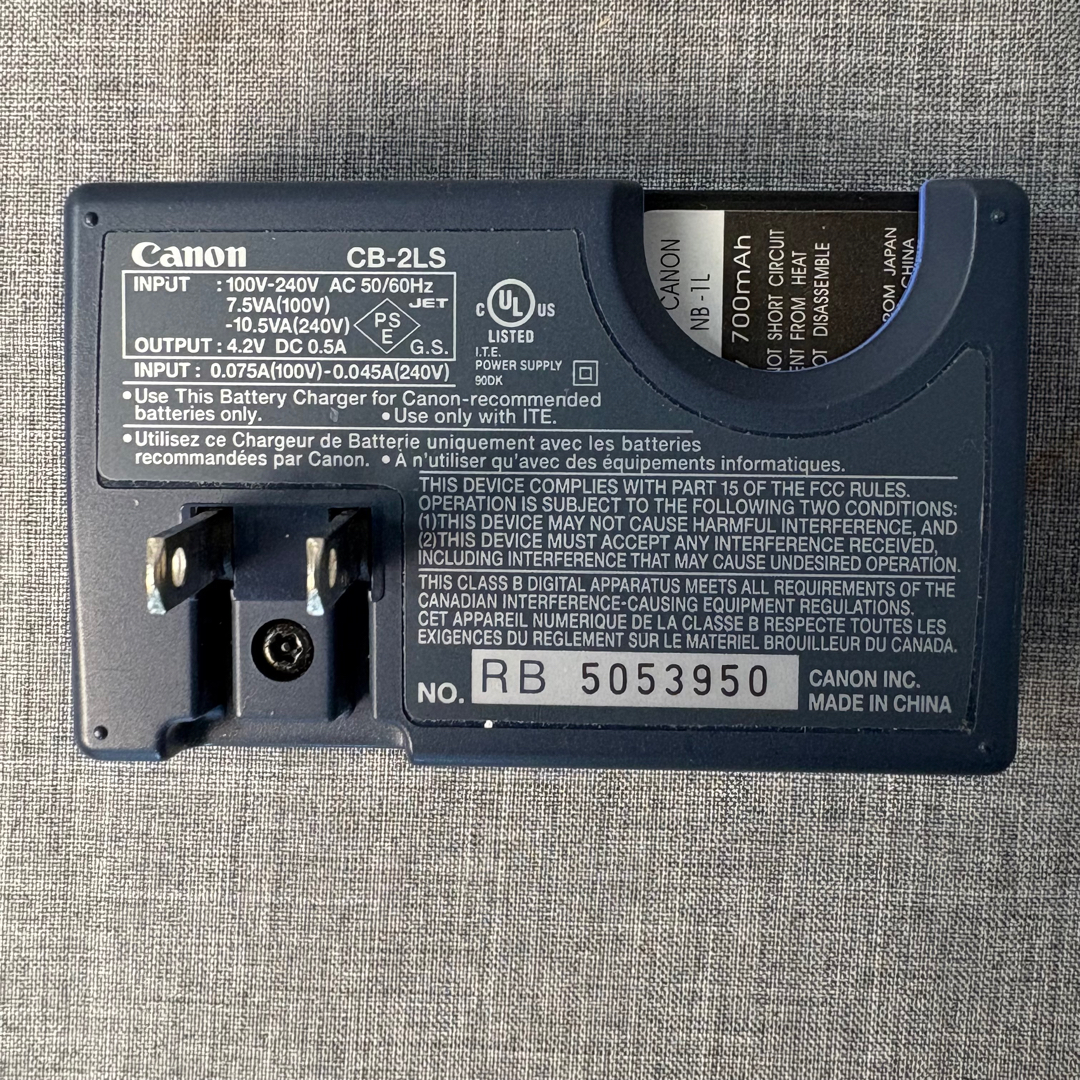 Canon CB-2LS
INPUT : 100V-240V AC 50/60Hz
7.5VA(100V) JET
-10.5VA(240V) PS E
OUTPUT : 4.2V DC 0.5A G.S.
INPUT : 0.075A(100V)-0.045A(240V)
C UL US
LISTED
I.T.E.
POWER SUPPLY
90DK
•Use This Battery Charger for Canon-recommended
batteries only. •Use only with ITE.
•Utilisez ce Chargeur de Batterie uniquement avec les batteries
recommandées par Canon. •À n'utiliser qu'avec des équipements informatiques.
THIS DEVICE COMPLIES WITH PART 15 OF THE FCC RULES.
OPERATION IS SUBJECT TO THE FOLLOWING TWO CONDITIONS:
(1)THIS DEVICE MAY NOT CAUSE HARMFUL INTERFERENCE, AND
(2)THIS DEVICE MUST ACCEPT ANY INTERFERENCE RECEIVED,
INCLUDING INTERFERENCE THAT MAY CAUSE UNDESIRED OPERATION.
THIS CLASS B DIGITAL APPARATUS MEETS ALL REQUIREMENTS OF THE
CANADIAN INTERFERENCE-CAUSING EQUIPMENT REGULATIONS.
CET APPAREIL NUMERIQUE DE LA CLASSE B RESPECTE TOUTES LES
EXIGENCES DU REGLEMENT SUR LE MATERIEL BROUILLEUR DU CANADA.
NO. RB 5053950
CANON INC.
MADE IN CHINA
CANON
NB-1L
700mAh
SHORT CIRCUIT
FROM HEAT
DISASSEMBLE
JAPAN
CHINA